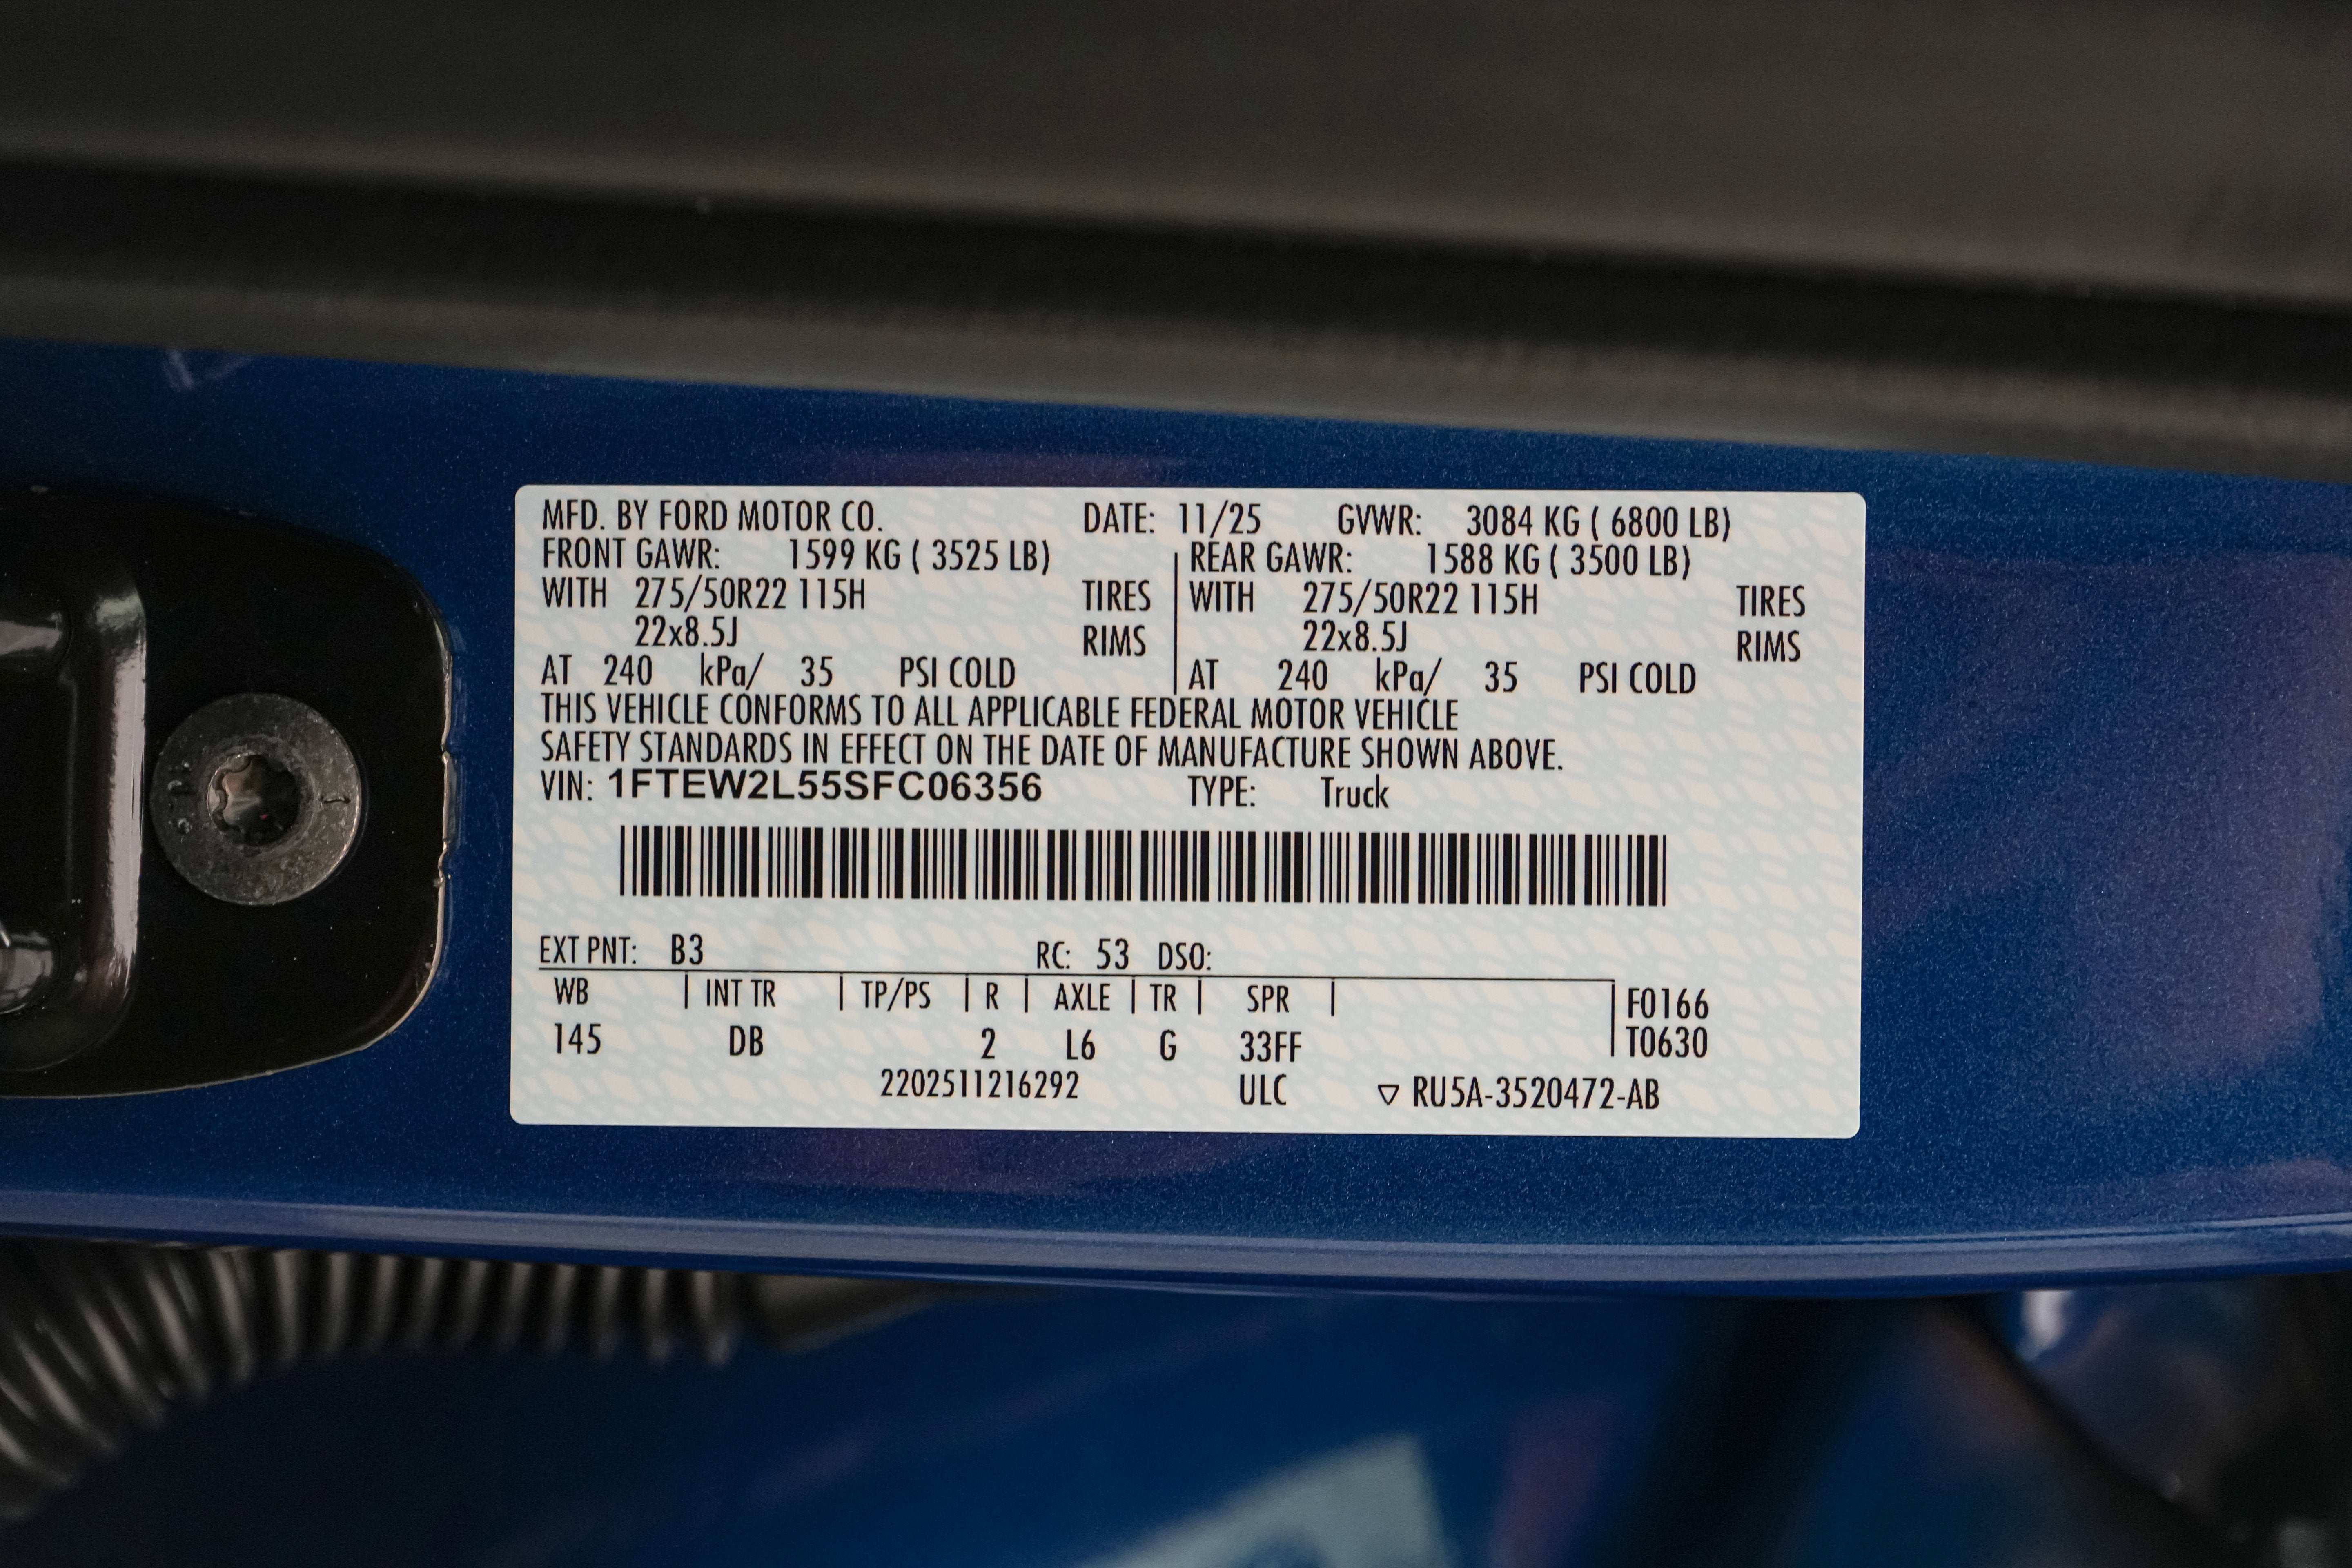 MFD. BY FORD MOTOR CO. DATE: 11/25 GVWR: 3084 KG ( 6800 LB)
FRONT GAWR: 1599 KG ( 3525 LB) REAR GAWR: 1588 KG ( 3500 LB)
WITH 275/50R22 115H TIRES WITH 275/50R22 115H TIRES
22x8.5J RIMS 22x8.5J RIMS
AT 240 kPa/ 35 PSI COLD AT 240 kPa/ 35 PSI COLD
THIS VEHICLE CONFORMS TO ALL APPLICABLE FEDERAL MOTOR VEHICLE
SAFETY STANDARDS IN EFFECT ON THE DATE OF MANUFACTURE SHOWN ABOVE.
VIN: 1FTEW2L55SFC06356 TYPE: Truck
EXT PNT: B3 RC: 53 DSO:
WB INT TR TP/PS R AXLE TR SPR F0166
145 DB 2 L6 G 33FF T0630
2202511216292 ULC ▽ RU5A-3520472-AB